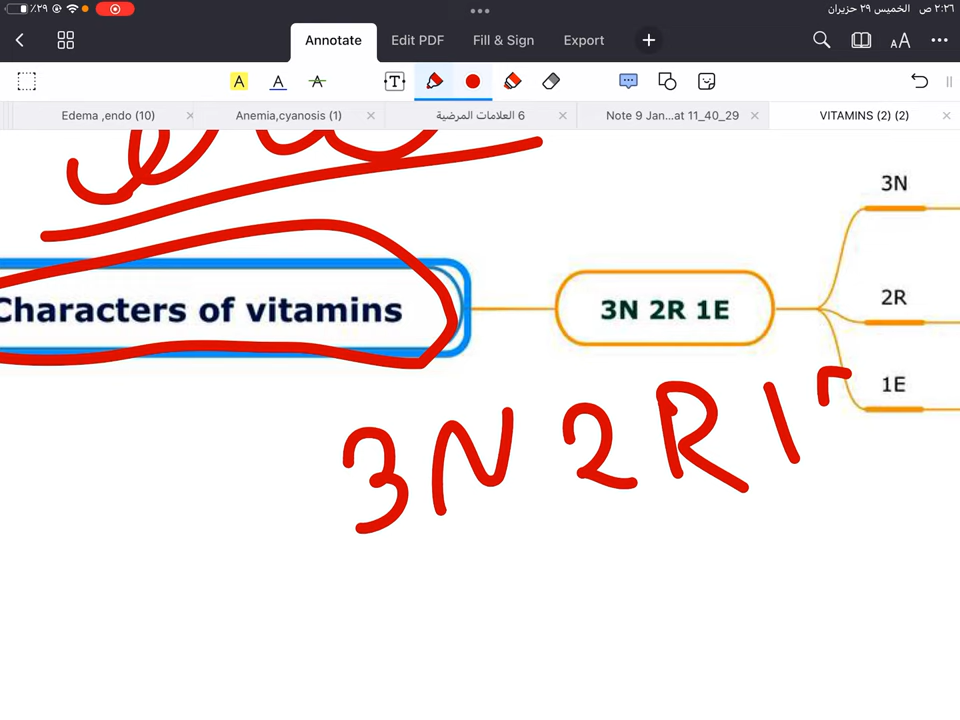 ٪٢٩ ٢:٢٦ ص الخميس ٢٩ حزيران
Annotate Edit PDF Fill & Sign Export
A A A T AA
Edema ,endo (10) Anemia,cyanosis (1) 6 العلامات المرضية Note 9 Jan...at 11_40_29 VITAMINS (2) (2)
3N
Characters of vitamins 3N 2R 1E 2R
1E
3N 2R 1